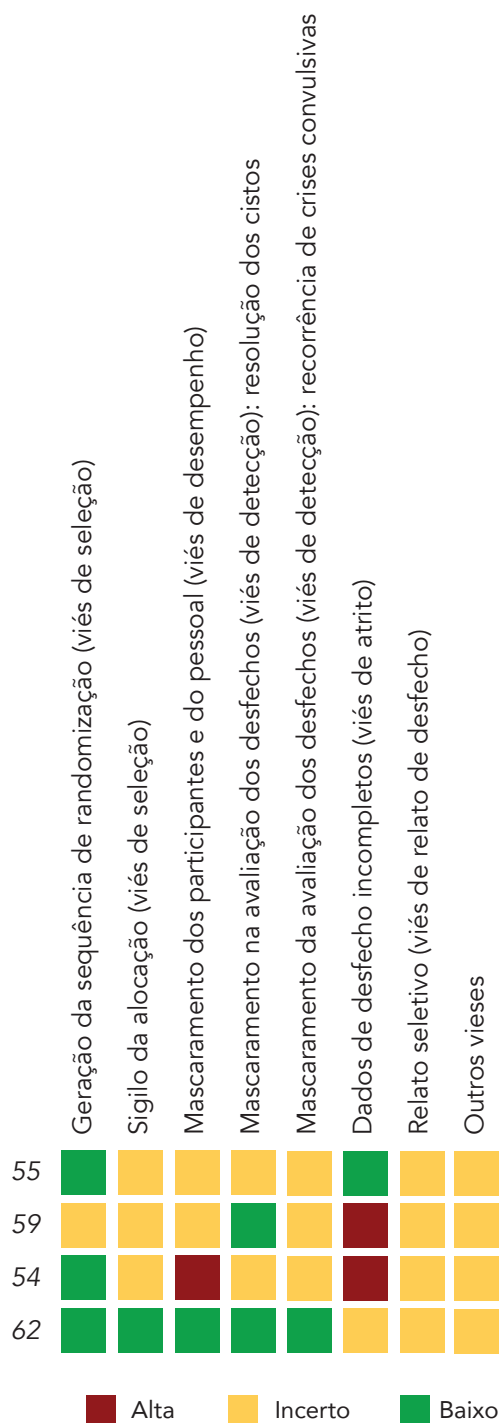 Geração da sequência de randomização (viés de seleção)
Sigilo da alocação (viés de seleção)
Mascaramento dos participantes e do pessoal (viés de desempenho)
Mascaramento na avaliação dos desfechos (viés de detecção): resolução dos cistos
Mascaramento da avaliação dos desfechos (viés de detecção): recorrência de crises convulsivas
Dados de desfecho incompletos (viés de atrito)
Relato seletivo (viés de relato de desfecho)
Outros vieses
55
59
54
62
Alta Incerto Baixo